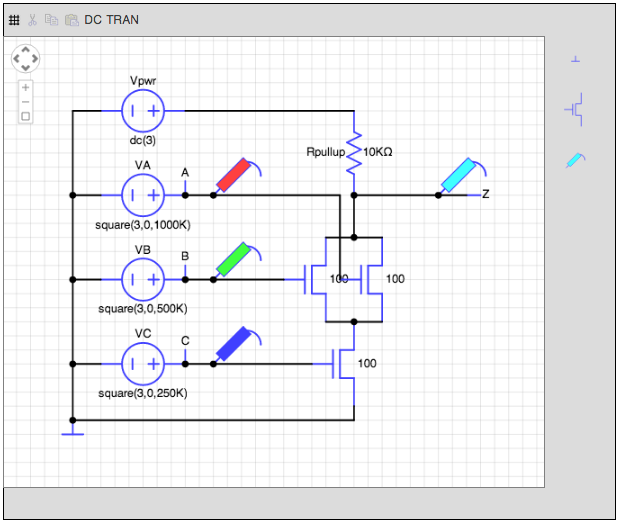 DC TRAN
Vpwr
dc(3)
Rpullup 10KΩ
VA
A
Z
square(3,0,1000K)
VB
B
100 100
square(3,0,500K)
VC
C
100
square(3,0,250K)